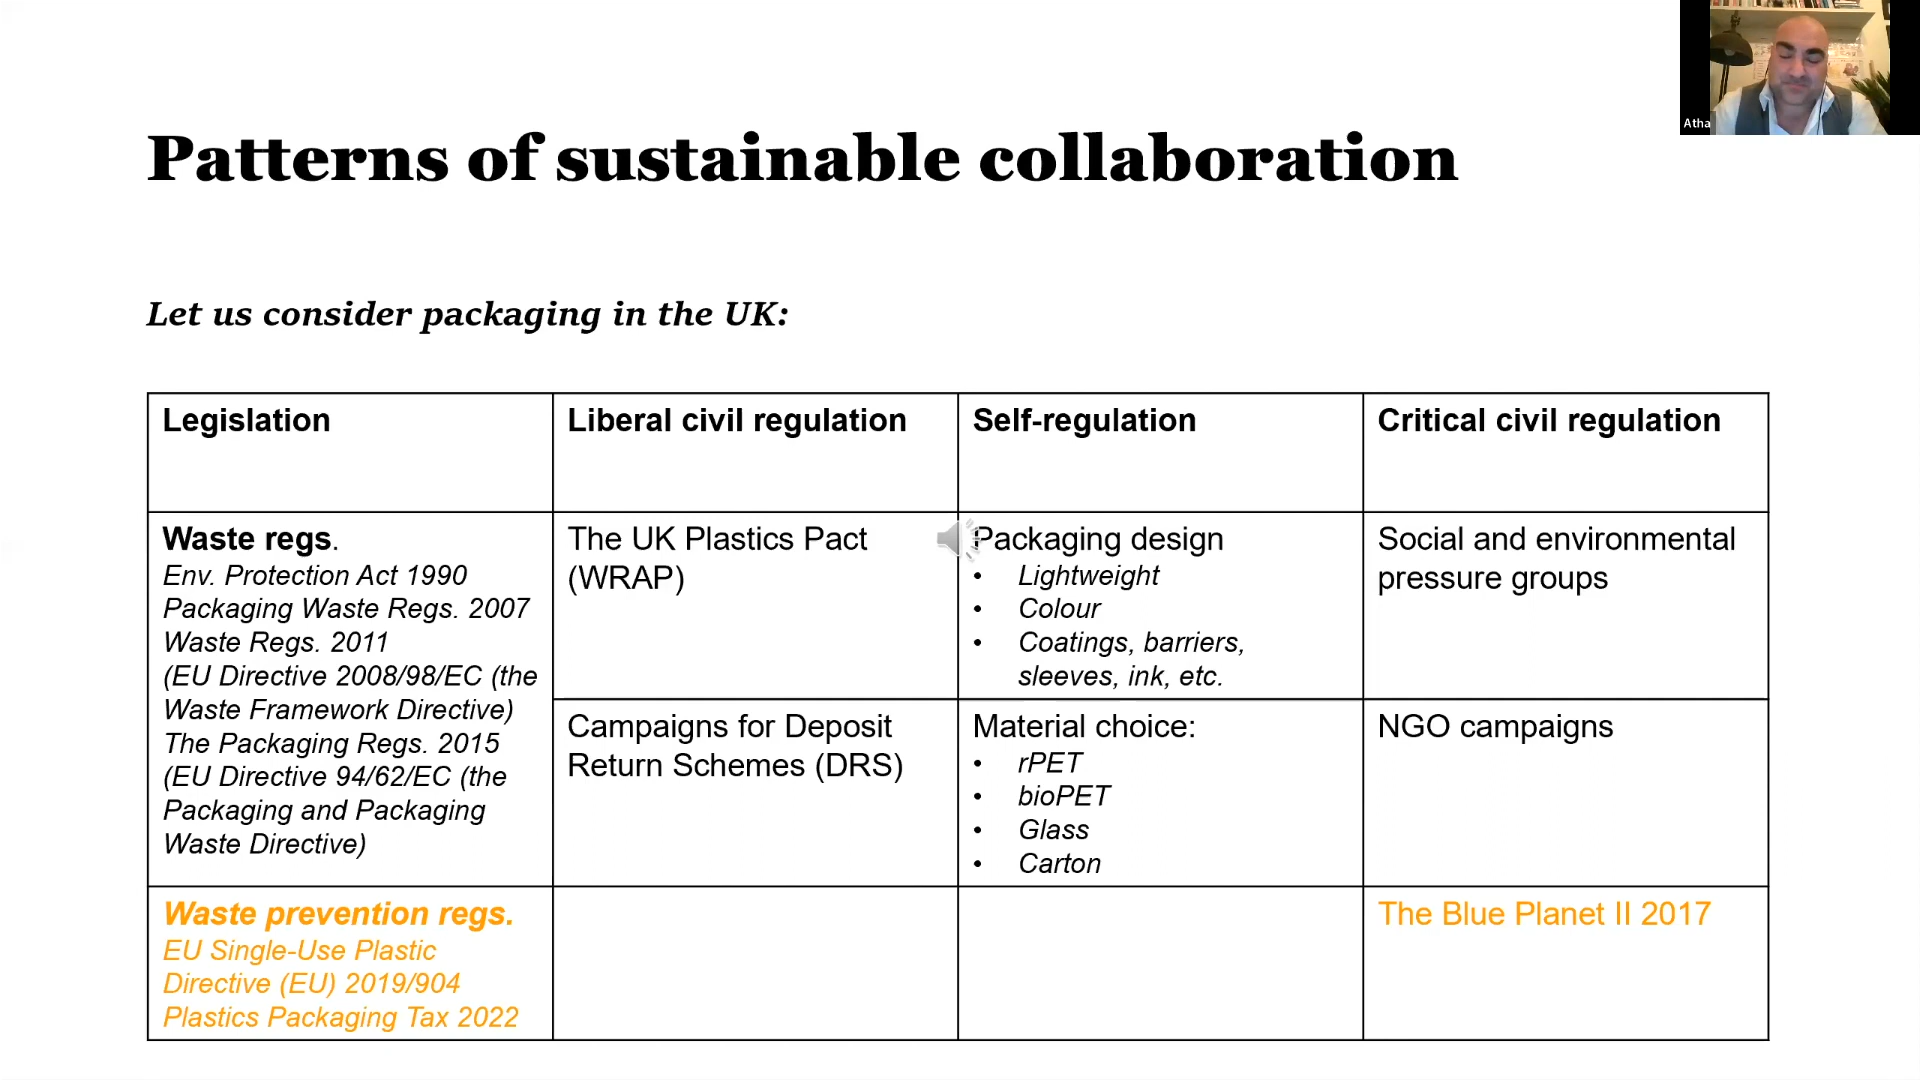 Atha
Patterns of sustainable collaboration
Let us consider packaging in the UK:
Legislation
Liberal civil regulation
Self-regulation
Critical civil regulation
Waste regs.
Env. Protection Act 1990
Packaging Waste Regs. 2007
Waste Regs. 2011
(EU Directive 2008/98/EC (the
Waste Framework Directive)
The Packaging Regs. 2015
(EU Directive 94/62/EC (the
Packaging and Packaging
Waste Directive)
The UK Plastics Pact
(WRAP)
Packaging design
• Lightweight
• Colour
• Coatings, barriers,
sleeves, ink, etc.
Social and environmental
pressure groups
Campaigns for Deposit
Return Schemes (DRS)
Material choice:
• rPET
• bioPET
• Glass
• Carton
NGO campaigns
Waste prevention regs.
EU Single-Use Plastic
Directive (EU) 2019/904
Plastics Packaging Tax 2022
The Blue Planet II 2017